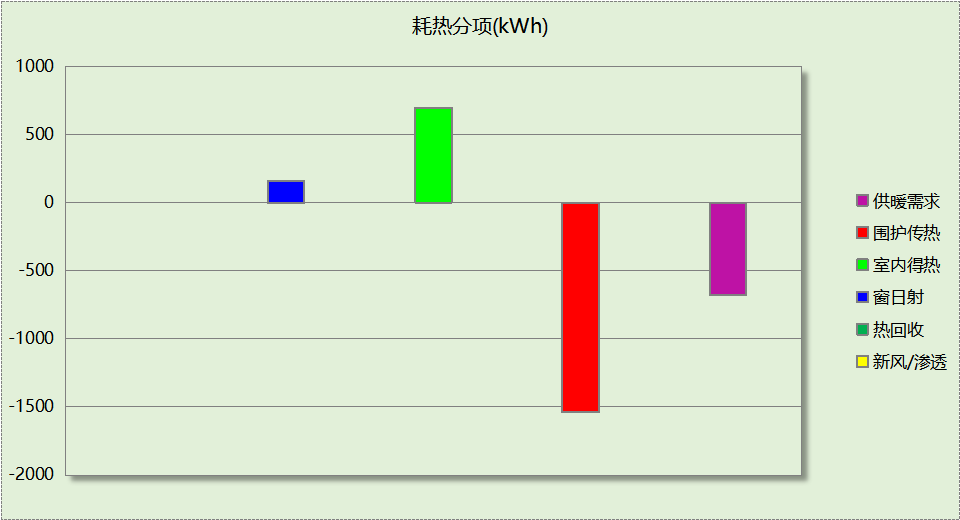 耗热分项(kWh)
1000
500
0
-500
-1000
-1500
-2000
供暖需求
围护传热
室内得热
窗日射
热回收
新风/渗透